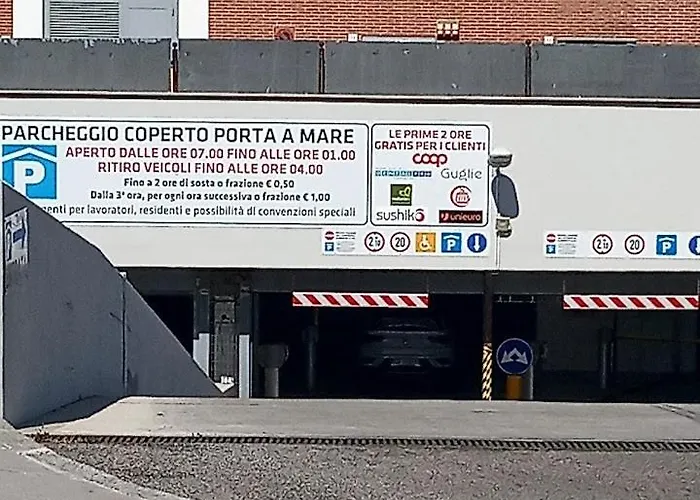 PARCHEGGIO COPERTO PORTA A MARE
APERTO DALLE ORE 07.00 FINO ALLE ORE 01.00
RITIRO VEICOLI FINO ALLE ORE 04.00
P
Fino a 2 ore di sosta o frazione € 0,50
Dalla 3ª ora, per ogni ora successiva o frazione € 1,00
per lavoratori, residenti e possibilità di convenzioni speciali
LE PRIME 2 ORE
GRATIS PER I CLIENTI
coop
Guglie
sushiko
unieuro
20
P
20
P